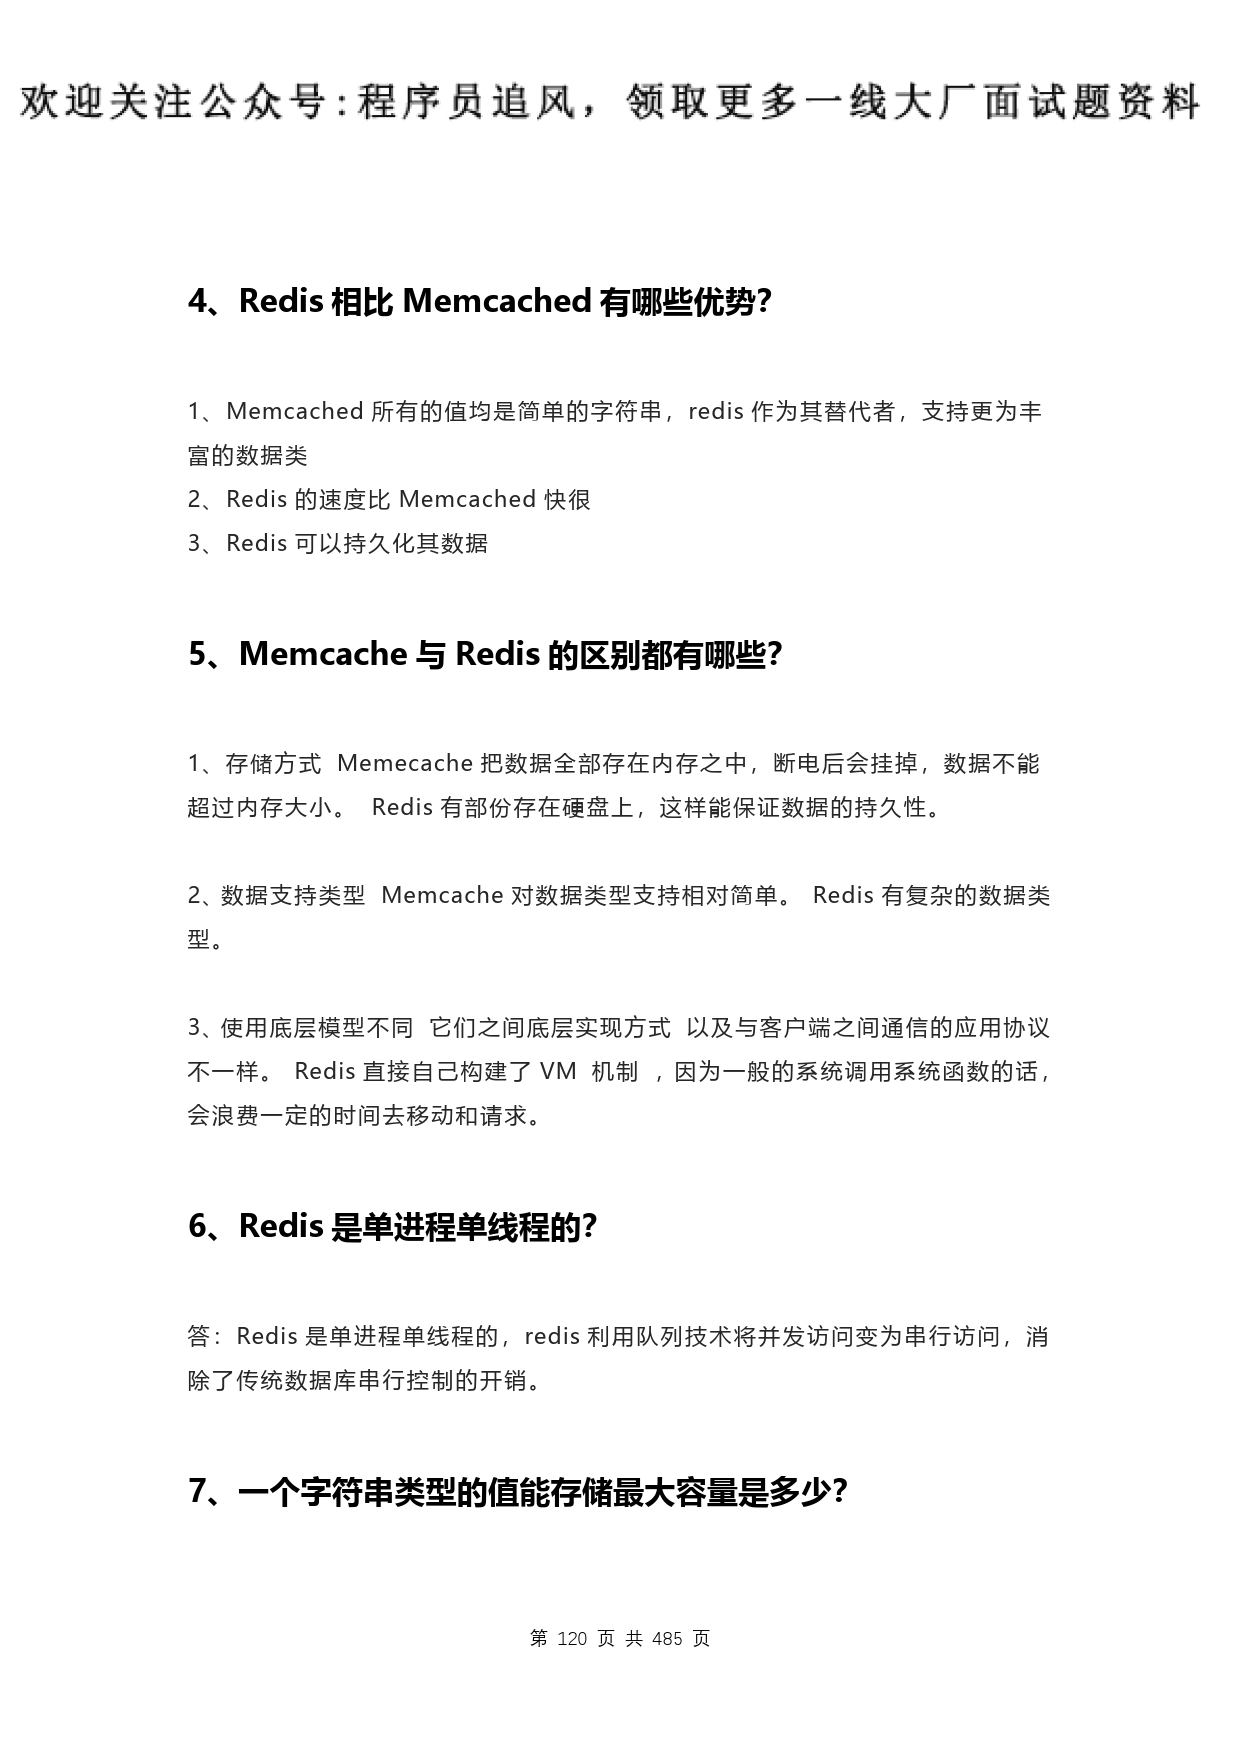 欢迎关注公众号:程序员追风，领取更多一线大厂面试题资料
4、Redis 相比 Memcached 有哪些优势？
1、Memcached 所有的值均是简单的字符串，redis 作为其替代者，支持更为丰
富的数据类
2、Redis 的速度比 Memcached 快很
3、Redis 可以持久化其数据
5、Memcache 与 Redis 的区别都有哪些？
1、存储方式 Memecache 把数据全部存在内存之中，断电后会挂掉，数据不能
超过内存大小。 Redis 有部份存在硬盘上，这样能保证数据的持久性。
2、数据支持类型 Memcache 对数据类型支持相对简单。 Redis 有复杂的数据类
型。
3、使用底层模型不同 它们之间底层实现方式 以及与客户端之间通信的应用协议
不一样。 Redis 直接自己构建了 VM 机制 ，因为一般的系统调用系统函数的话，
会浪费一定的时间去移动和请求。
6、Redis 是单进程单线程的？
答：Redis 是单进程单线程的，redis 利用队列技术将并发访问变为串行访问，消
除了传统数据库串行控制的开销。
7、一个字符串类型的值能存储最大容量是多少？
第 120 页 共 485 页